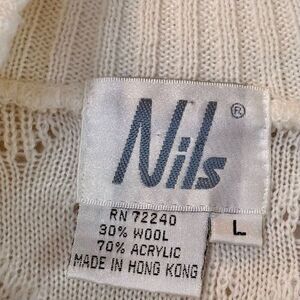 Nils®
RN 72240
30% WOOL
70% ACRYLIC
MADE IN HONG KONG
L